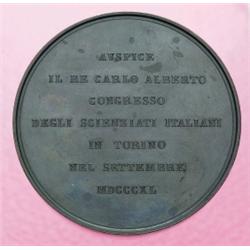 AUSPICE
IL RE CARLO ALBERTO
CONGRESSO
DEGLI SCIENZIATI ITALIANI
IN TORINO
NEL SETTEMBRE
MDCCCXL